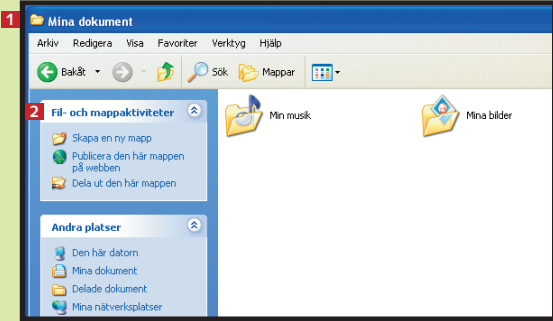 1 Mina dokument
Arkiv Redigera Visa Favoriter Verktyg Hjälp
Bakåt Sök Mappar
2 Fil- och mappaktiviteter
Skapa en ny mapp
Publicera den här mappen
på webben
Dela ut den här mappen
Min musik
Mina bilder
Andra platser
Den här datorn
Mina dokument
Delade dokument
Mina nätverksplatser